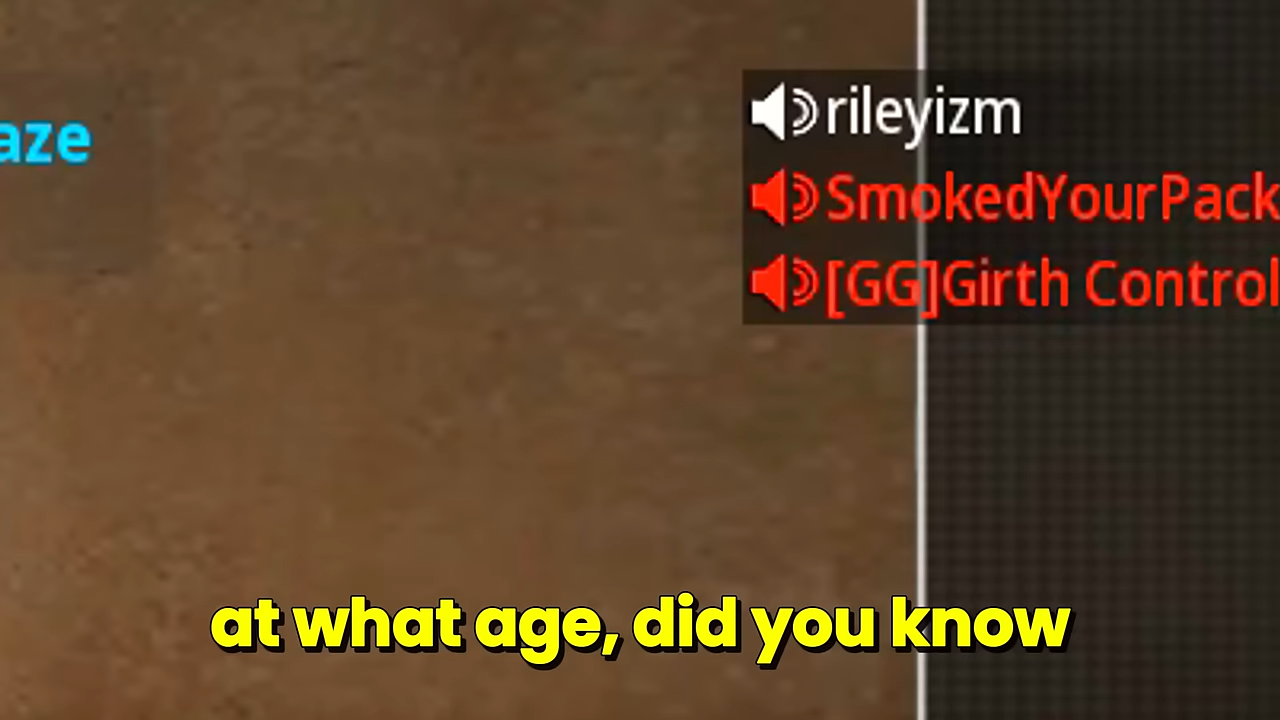 aze
rileyizm
SmokedYourPack
[GG]Girth Control
at what age, did you know